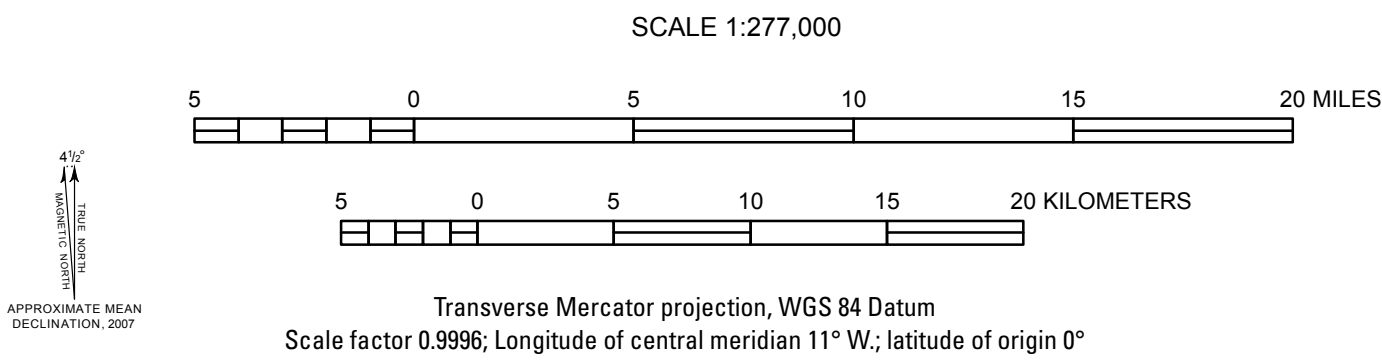 SCALE 1:277,000
5 0 5 10 15 20 MILES
5 0 5 10 15 20 KILOMETERS
4 1/2°
MAGNETIC NORTH
TRUE NORTH
APPROXIMATE MEAN
DECLINATION, 2007
Transverse Mercator projection, WGS 84 Datum
Scale factor 0.9996; Longitude of central meridian 11° W.; latitude of origin 0°